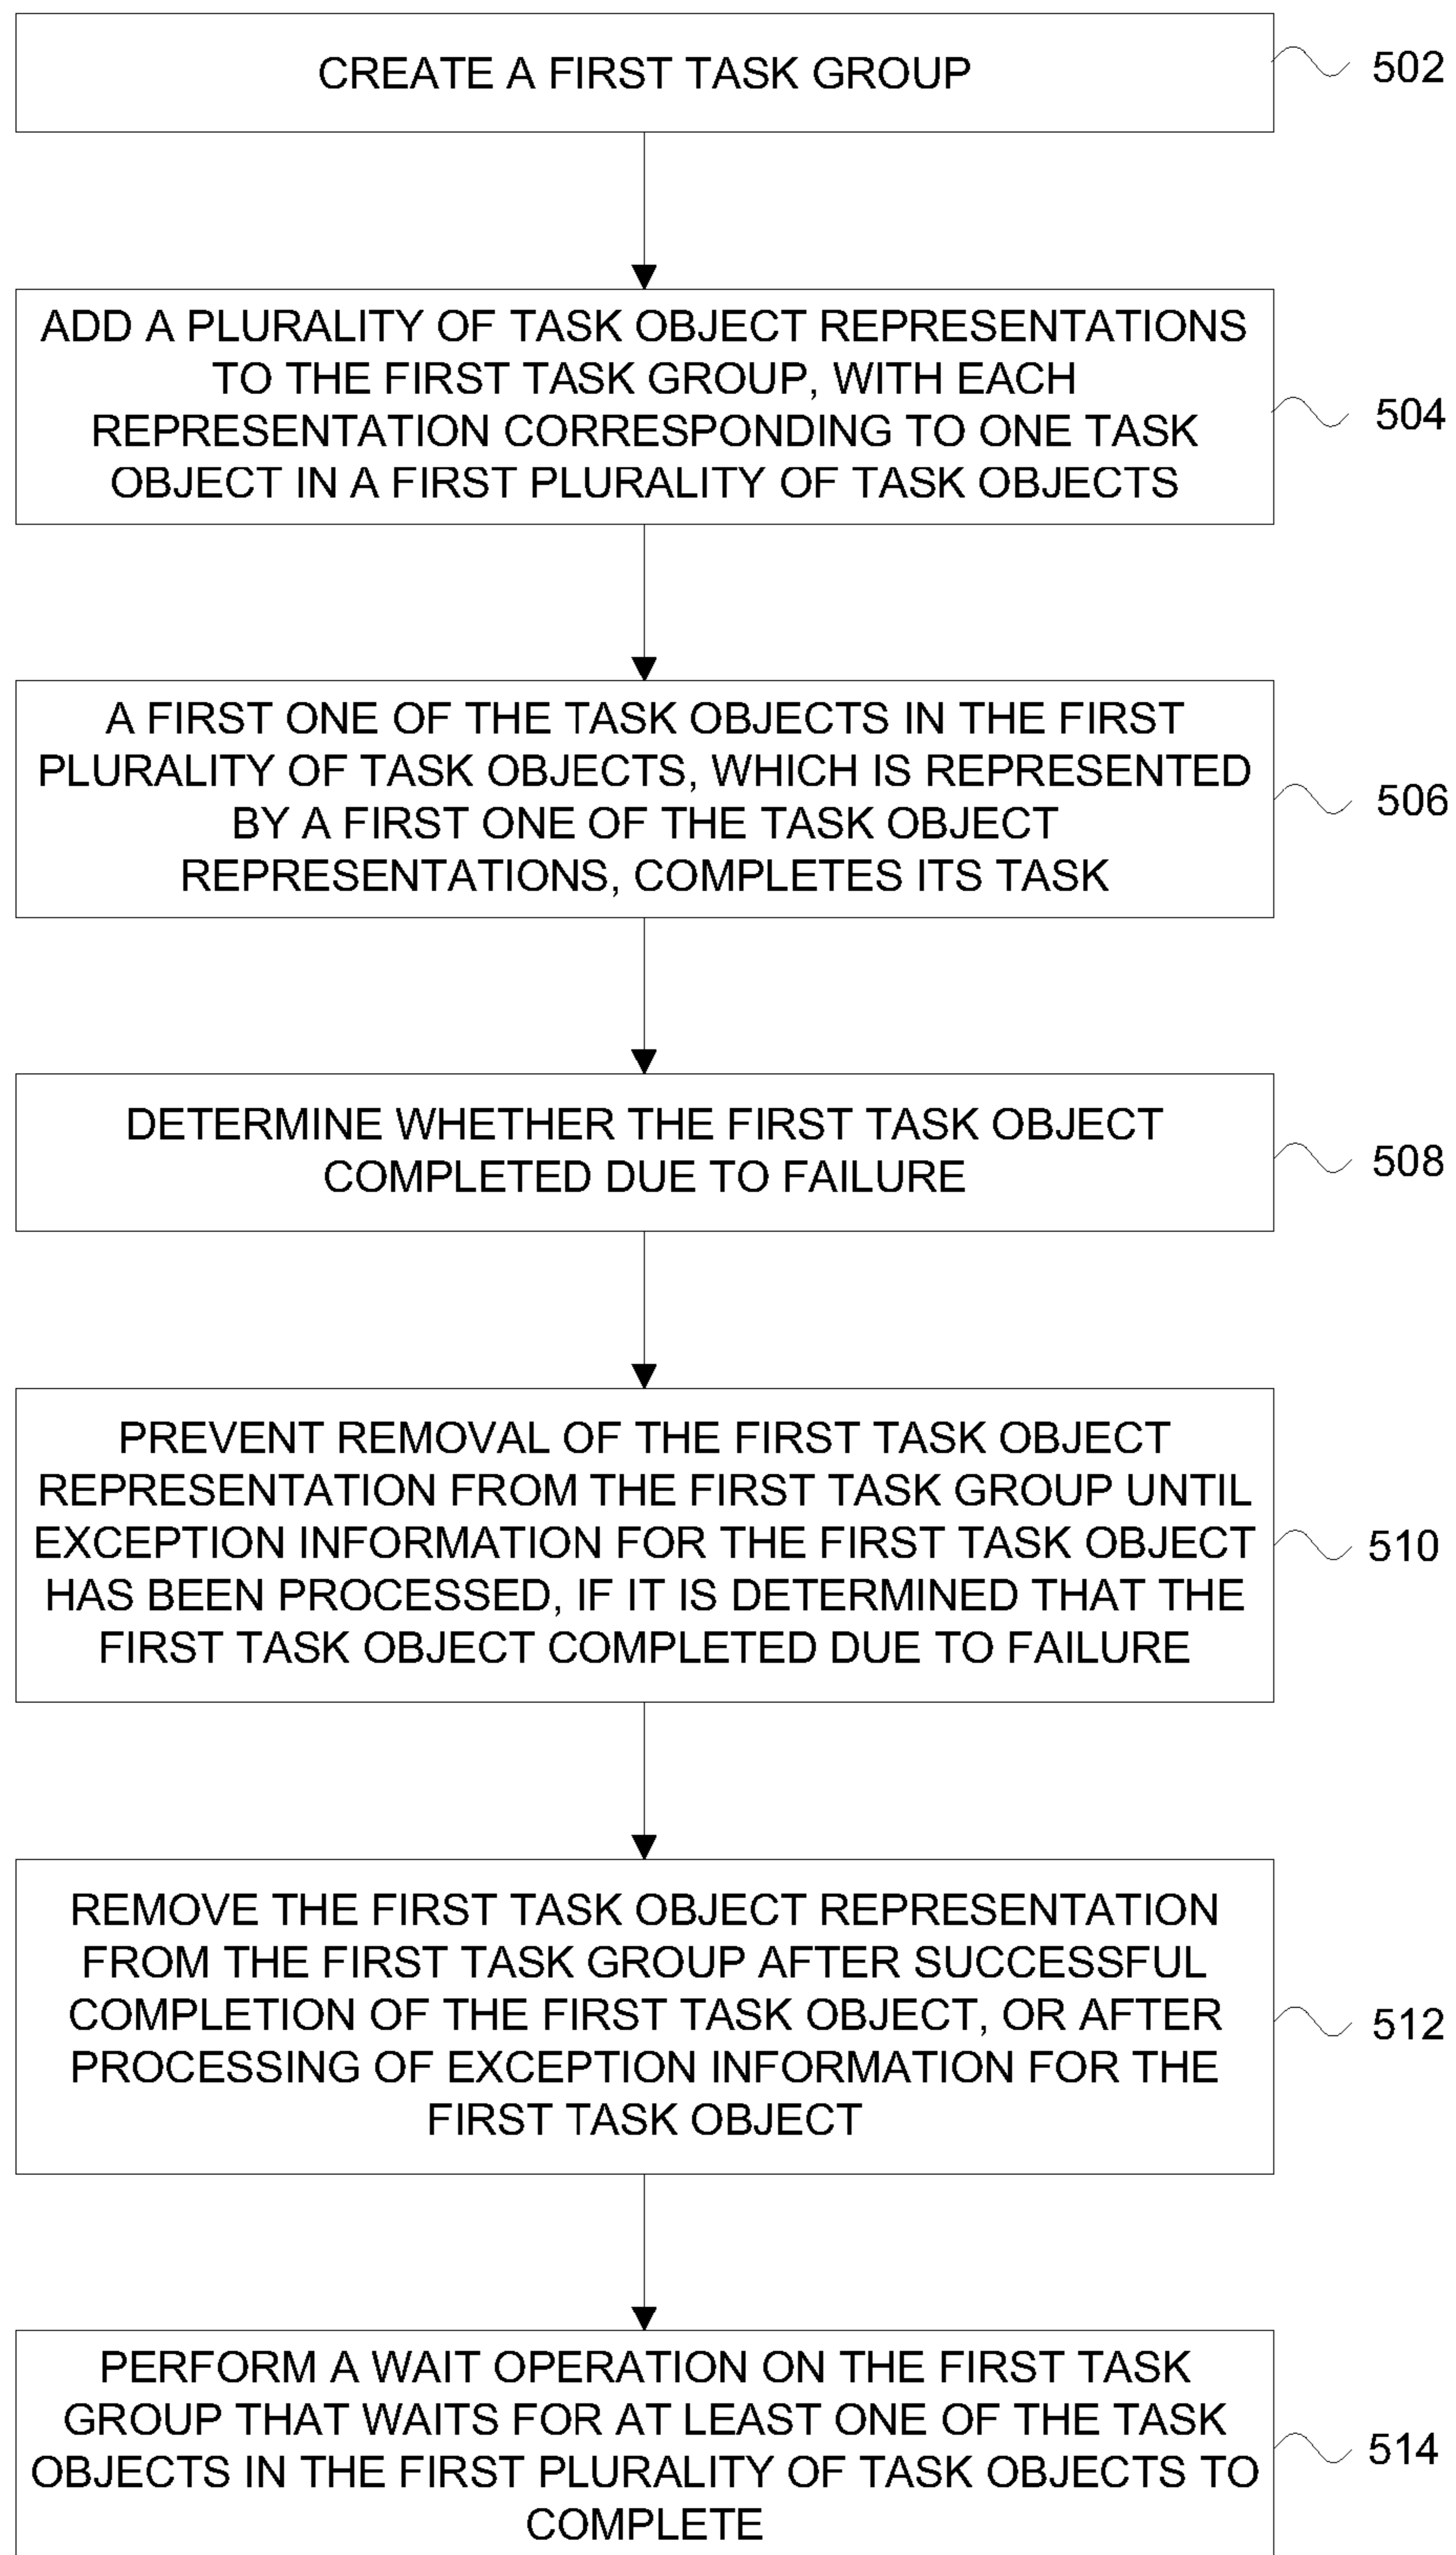 CREATE A FIRST TASK GROUP
502
ADD A PLURALITY OF TASK OBJECT REPRESENTATIONS
TO THE FIRST TASK GROUP, WITH EACH
REPRESENTATION CORRESPONDING TO ONE TASK
OBJECT IN A FIRST PLURALITY OF TASK OBJECTS
504
A FIRST ONE OF THE TASK OBJECTS IN THE FIRST
PLURALITY OF TASK OBJECTS, WHICH IS REPRESENTED
BY A FIRST ONE OF THE TASK OBJECT
REPRESENTATIONS, COMPLETES ITS TASK
506
DETERMINE WHETHER THE FIRST TASK OBJECT
COMPLETED DUE TO FAILURE
508
PREVENT REMOVAL OF THE FIRST TASK OBJECT
REPRESENTATION FROM THE FIRST TASK GROUP UNTIL
EXCEPTION INFORMATION FOR THE FIRST TASK OBJECT
HAS BEEN PROCESSED, IF IT IS DETERMINED THAT THE
FIRST TASK OBJECT COMPLETED DUE TO FAILURE
510
REMOVE THE FIRST TASK OBJECT REPRESENTATION
FROM THE FIRST TASK GROUP AFTER SUCCESSFUL
COMPLETION OF THE FIRST TASK OBJECT, OR AFTER
PROCESSING OF EXCEPTION INFORMATION FOR THE
FIRST TASK OBJECT
512
PERFORM A WAIT OPERATION ON THE FIRST TASK
GROUP THAT WAITS FOR AT LEAST ONE OF THE TASK
OBJECTS IN THE FIRST PLURALITY OF TASK OBJECTS TO
COMPLETE
514